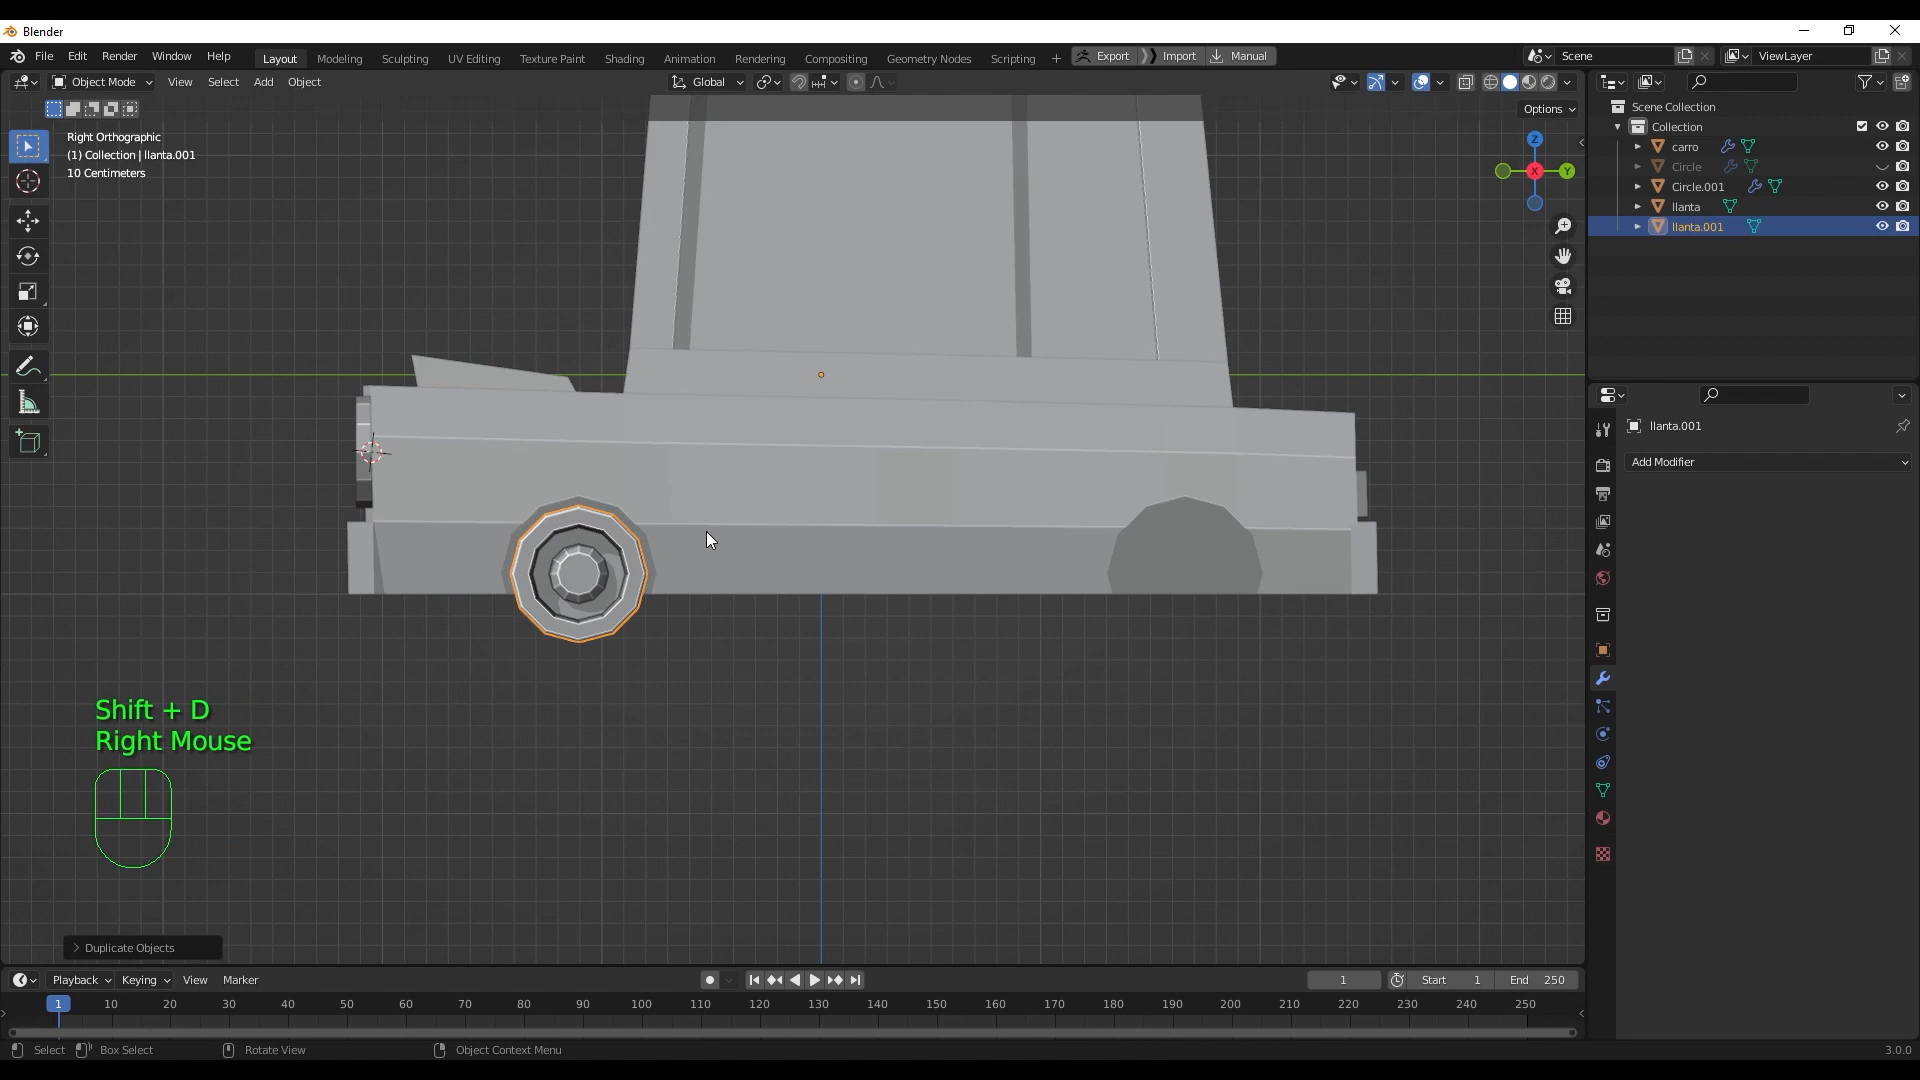 Blender
File Edit Render Window Help Layout Modeling Sculpting UV Editing Texture Paint Shading Animation Rendering Compositing Geometry Nodes Scripting + Export Import Manual Scene ViewLayer
Object Mode View Select Add Object Global
Options
Right Orthographic
(1) Collection | llanta.001
10 Centimeters
Z
X
Y
Scene Collection
Collection
carro
Circle
Circle.001
llanta
llanta.001
llanta.001
Add Modifier
Shift + D
Right Mouse
Duplicate Objects
Playback Keying View Marker 1 Start 1 End 250
1 10 20 30 40 50 60 70 80 90 100 110 120 130 140 150 160 170 180 190 200 210 220 230 240 250
Select Box Select Rotate View Object Context Menu 3.0.0